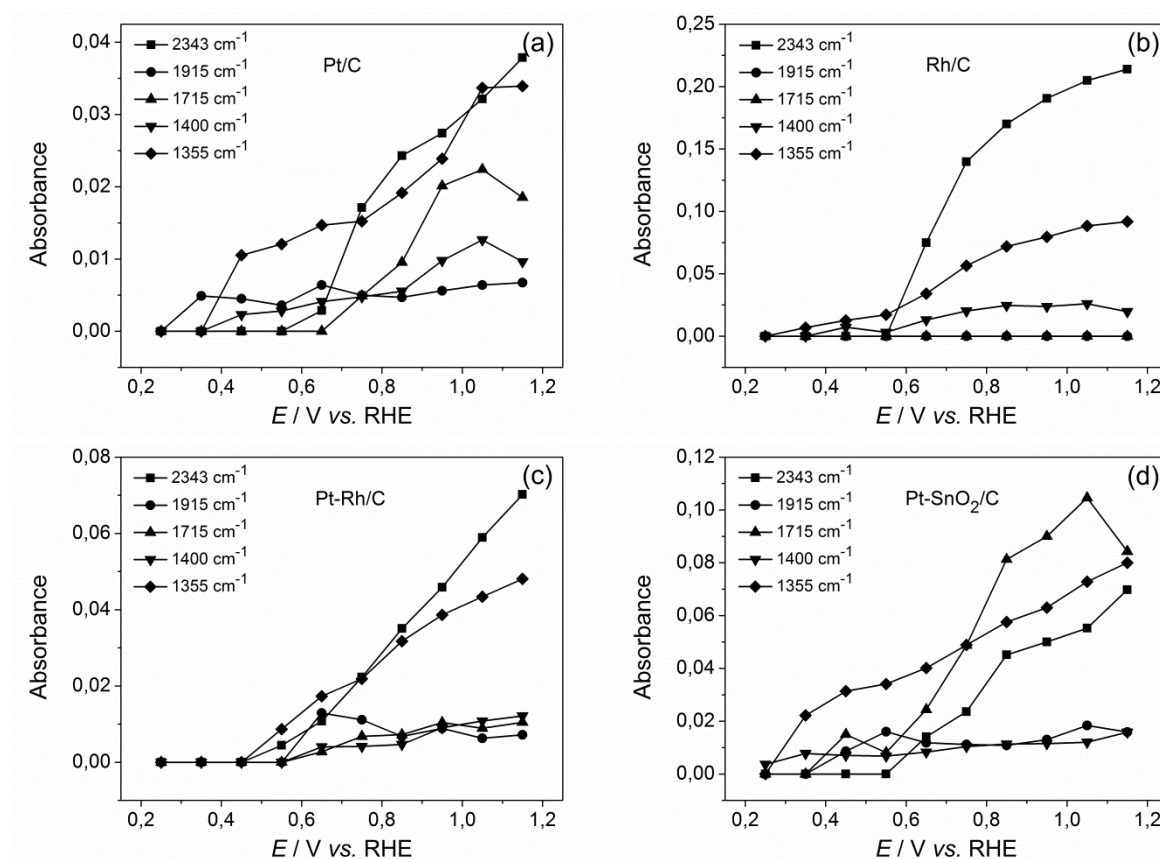 (a)
Pt/C
2343 cm⁻¹
1915 cm⁻¹
1715 cm⁻¹
1400 cm⁻¹
1355 cm⁻¹
0,04
0,03
0,02
0,01
0,00
Absorbance
0,2 0,4 0,6 0,8 1,0 1,2
E / V vs. RHE
(b)
Rh/C
2343 cm⁻¹
1915 cm⁻¹
1715 cm⁻¹
1400 cm⁻¹
1355 cm⁻¹
0,25
0,20
0,15
0,10
0,05
0,00
Absorbance
0,2 0,4 0,6 0,8 1,0 1,2
E / V vs. RHE
(c)
Pt-Rh/C
2343 cm⁻¹
1915 cm⁻¹
1715 cm⁻¹
1400 cm⁻¹
1355 cm⁻¹
0,08
0,06
0,04
0,02
0,00
Absorbance
0,2 0,4 0,6 0,8 1,0 1,2
E / V vs. RHE
(d)
Pt-SnO₂/C
2343 cm⁻¹
1915 cm⁻¹
1715 cm⁻¹
1400 cm⁻¹
1355 cm⁻¹
0,12
0,10
0,08
0,06
0,04
0,02
0,00
Absorbance
0,2 0,4 0,6 0,8 1,0 1,2
E / V vs. RHE